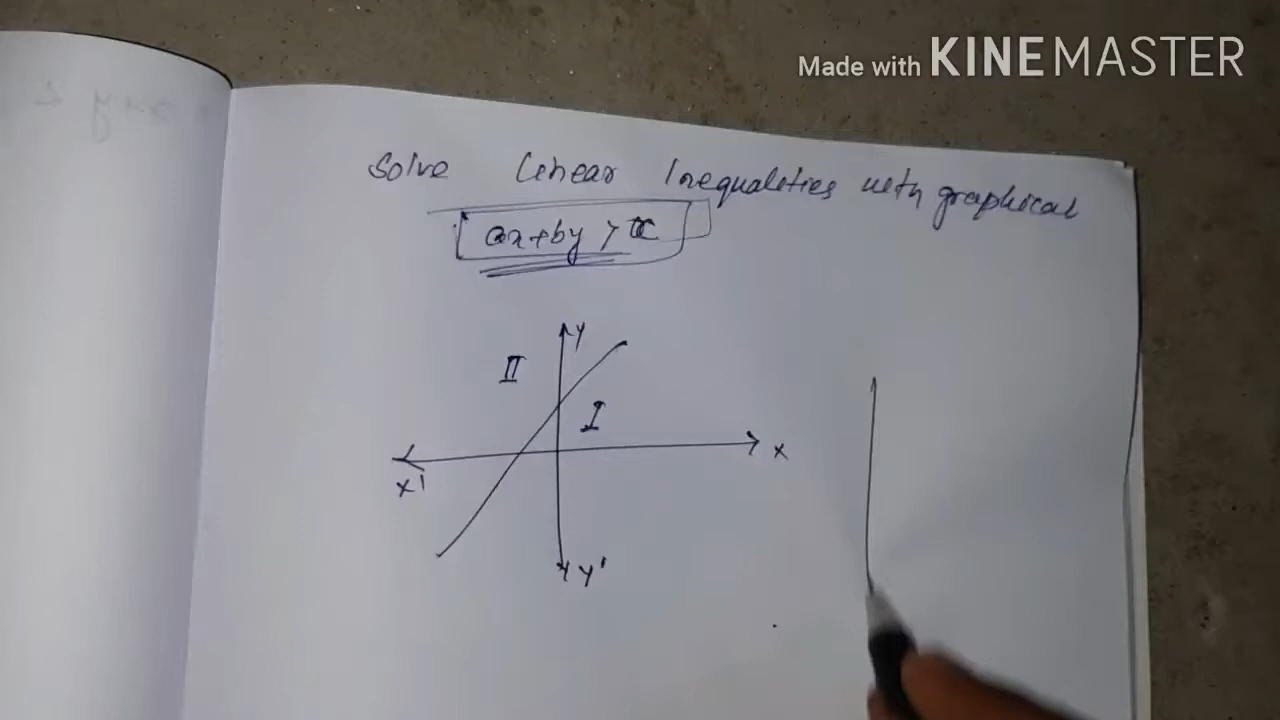 Made with KINEMASTER
Solve Linear Inequalities with graphical
ax+by >
y
II
I
x
x'
y'